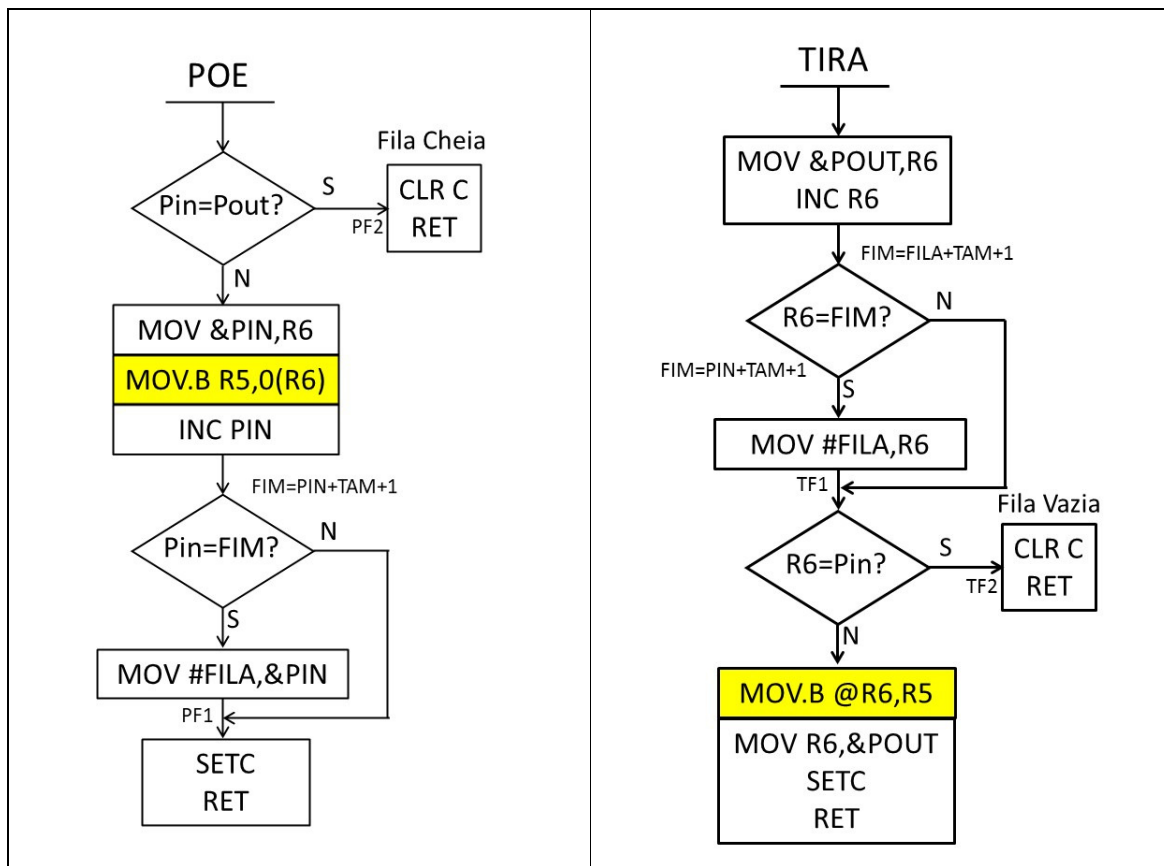 POE
Fila Cheia
Pin=Pout?
S
CLR C
RET
PF2
N
MOV &PIN,R6
MOV.B R5,0(R6)
INC PIN
FIM=PIN+TAM+1
Pin=FIM?
N
S
MOV #FILA,&PIN
PF1
SETC
RET
TIRA
MOV &POUT,R6
INC R6
FIM=FILA+TAM+1
R6=FIM?
N
FIM=PIN+TAM+1
S
MOV #FILA,R6
TF1
Fila Vazia
R6=Pin?
S
CLR C
RET
TF2
N
MOV.B @R6,R5
MOV R6,&POUT
SETC
RET